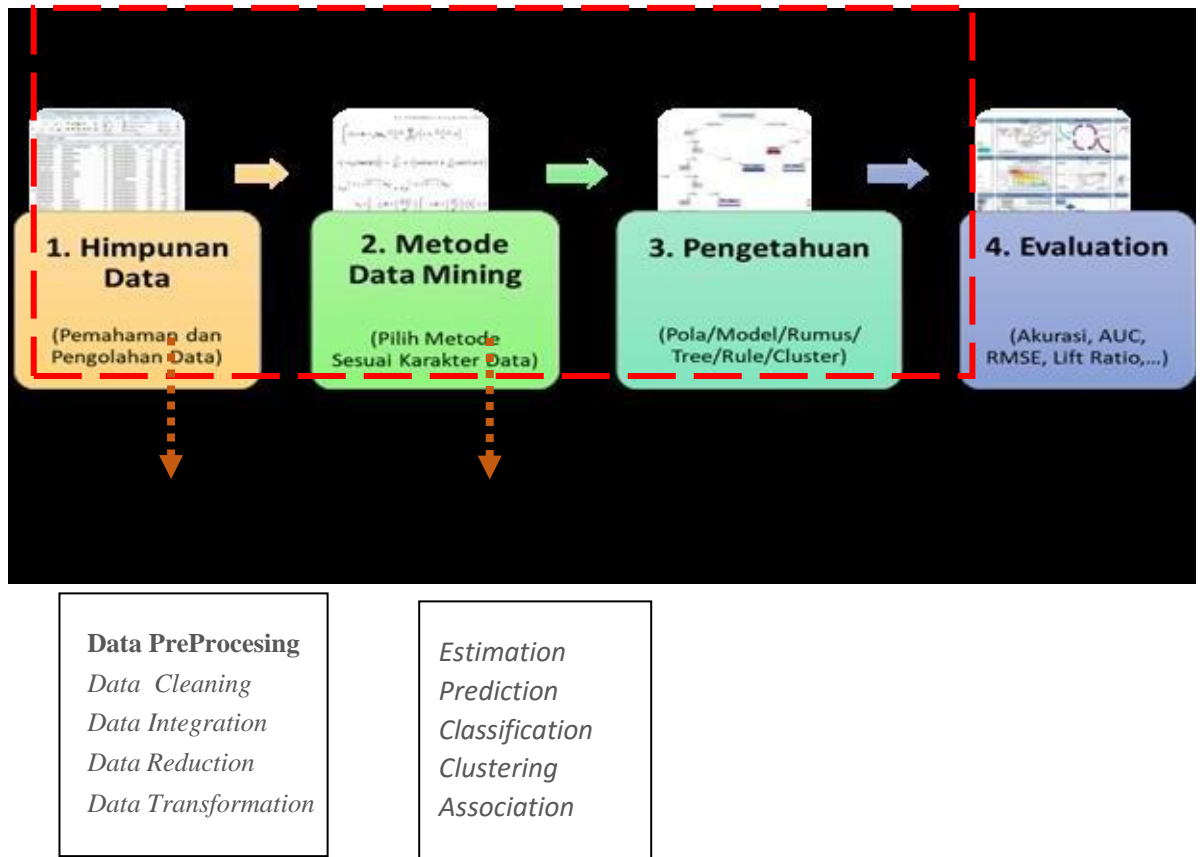 1. Himpunan
Data
(Pemahaman dan
Pengolahan Data)
2. Metode
Data Mining
(Pilih Metode
Sesuai Karakter Data)
3. Pengetahuan
(Pola/Model/Rumus/
Tree/Rule/Cluster)
4. Evaluation
(Akurasi, AUC,
RMSE, Lift Ratio,...)
Data PreProcesing
Data Cleaning
Data Integration
Data Reduction
Data Transformation
Estimation
Prediction
Classification
Clustering
Association